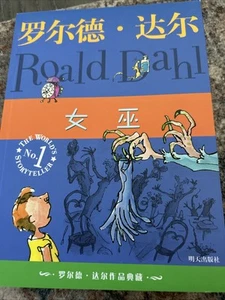 罗尔德·达尔
Roald Dahl
女巫
THE WORLD'S
No.1
STORYTELLER
明天出版社
·罗尔德·达尔作品典藏·